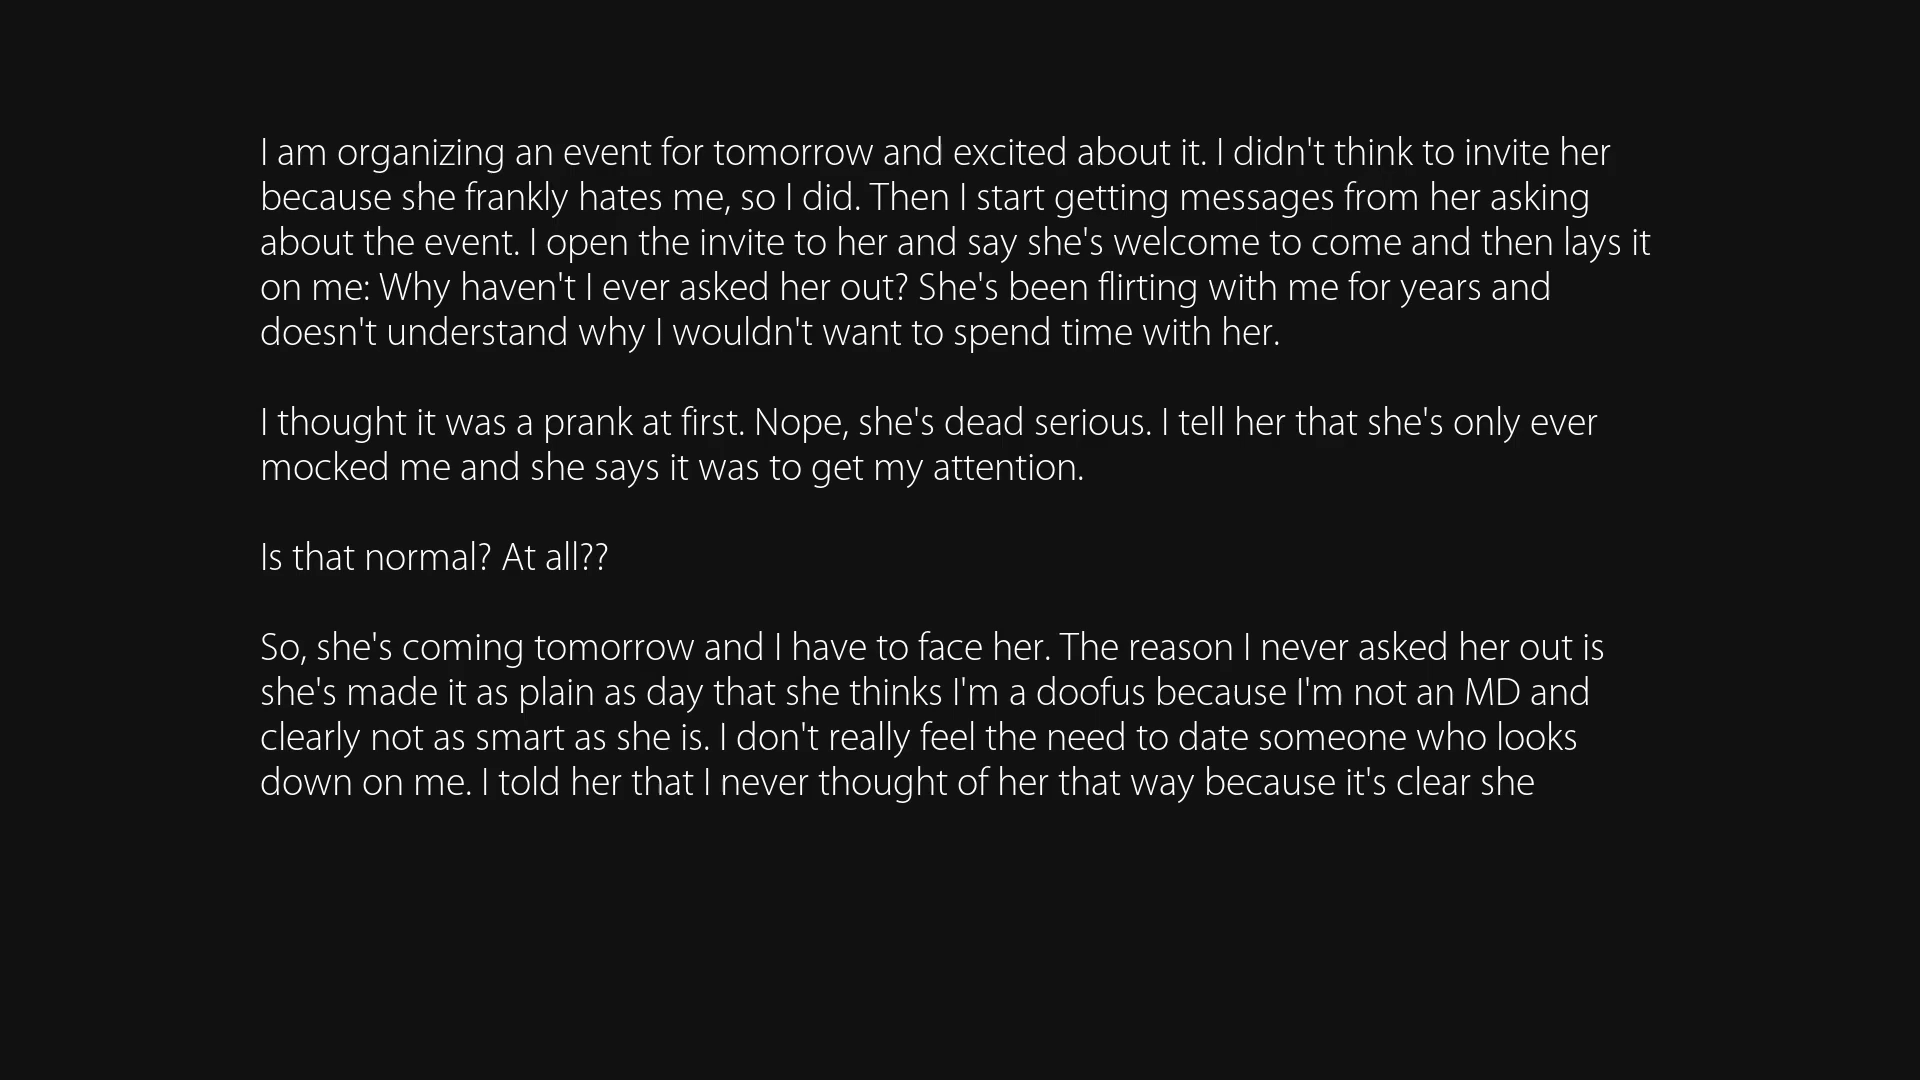 I am organizing an event for tomorrow and excited about it. I didn't think to invite her
because she frankly hates me, so I did. Then I start getting messages from her asking
about the event. I open the invite to her and say she's welcome to come and then lays it
on me: Why haven't I ever asked her out? She's been flirting with me for years and
doesn't understand why I wouldn't want to spend time with her.
I thought it was a prank at first. Nope, she's dead serious. I tell her that she's only ever
mocked me and she says it was to get my attention.
Is that normal? At all??
So, she's coming tomorrow and I have to face her. The reason I never asked her out is
she's made it as plain as day that she thinks I'm a doofus because I'm not an MD and
clearly not as smart as she is. I don't really feel the need to date someone who looks
down on me. I told her that I never thought of her that way because it's clear she